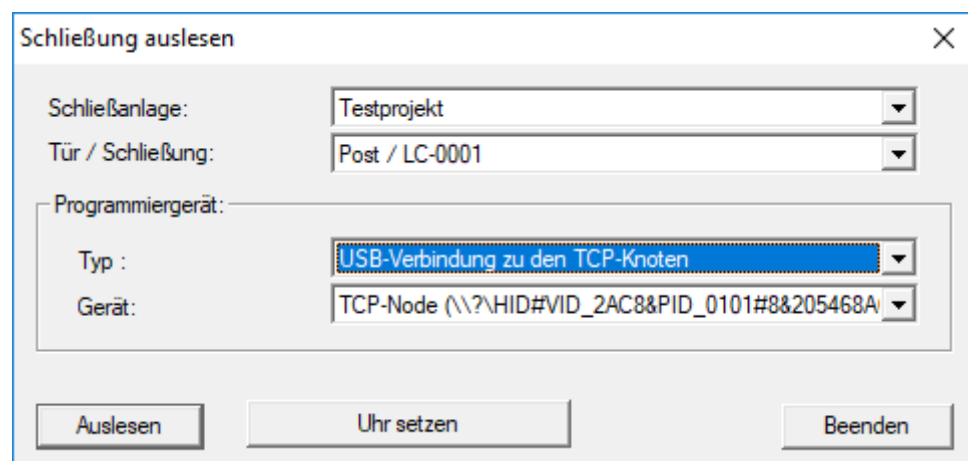 Schließung auslesen
Schließanlage: Testprojekt
Tür / Schließung: Post / LC-0001
Programmiergerät:
Typ : USB-Verbindung zu den TCP-Knoten
Gerät: TCP-Node (\\?\HID#VID_2AC8&PID_0101#8&205468A
Auslesen Uhr setzen Beenden